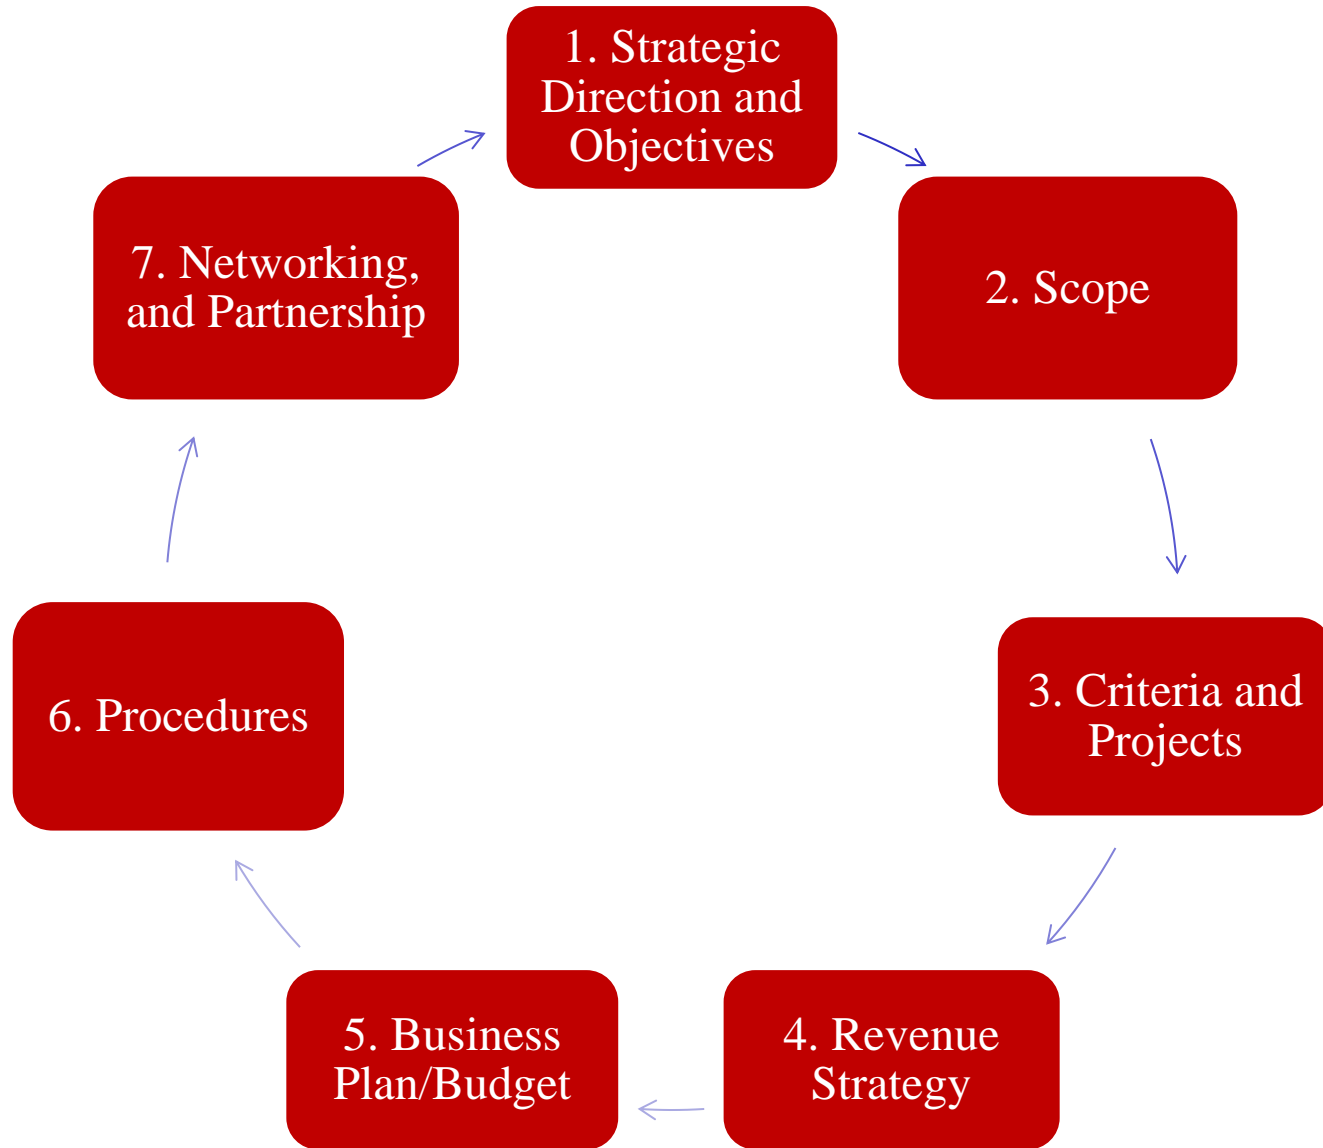 1. Strategic
Direction and
Objectives
2. Scope
3. Criteria and
Projects
4. Revenue
Strategy
5. Business
Plan/Budget
6. Procedures
7. Networking,
and Partnership